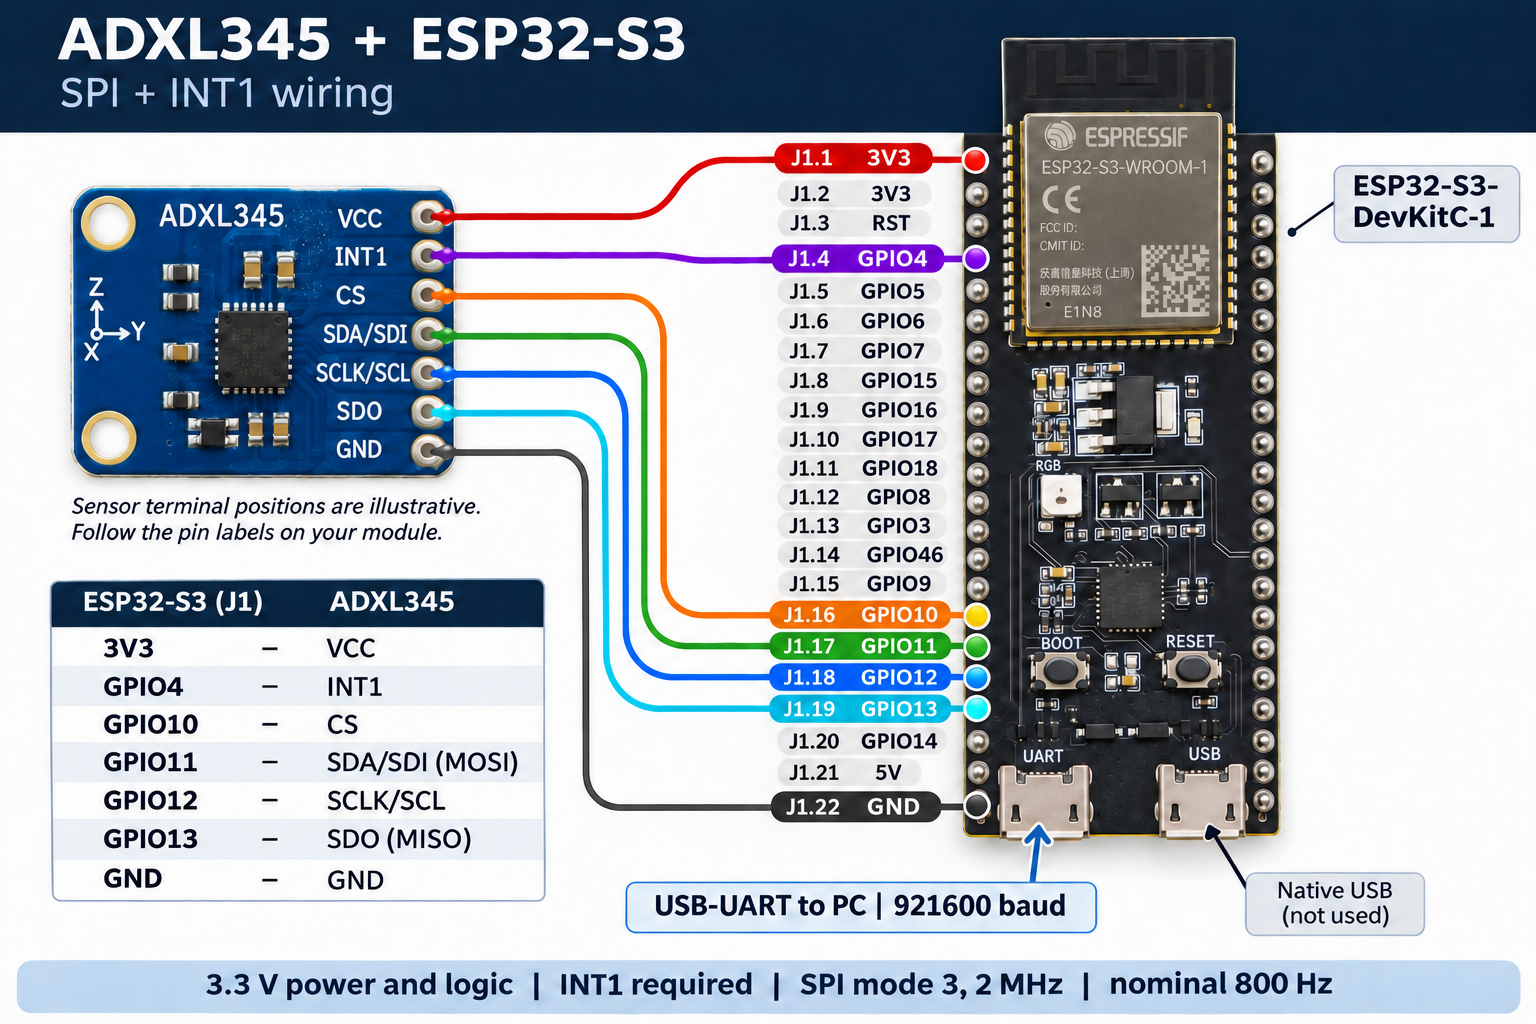 ADXL345 + ESP32-S3
SPI + INT1 wiring
ADXL345
VCC
INT1
CS
SDA/SDI
SCLK/SCL
SDO
GND
Z
Y
X
Sensor terminal positions are illustrative.
Follow the pin labels on your module.
ESP32-S3 (J1) ADXL345
3V3 – VCC
GPIO4 – INT1
GPIO10 – CS
GPIO11 – SDA/SDI (MOSI)
GPIO12 – SCLK/SCL
GPIO13 – SDO (MISO)
GND – GND
J1.1 3V3
J1.2 3V3
J1.3 RST
J1.4 GPIO4
J1.5 GPIO5
J1.6 GPIO6
J1.7 GPIO7
J1.8 GPIO15
J1.9 GPIO16
J1.10 GPIO17
J1.11 GPIO18
J1.12 GPIO8
J1.13 GPIO3
J1.14 GPIO46
J1.15 GPIO9
J1.16 GPIO10
J1.17 GPIO11
J1.18 GPIO12
J1.19 GPIO13
J1.20 GPIO14
J1.21 5V
J1.22 GND
ESPRESSIF
ESP32-S3-WROOM-1
CE
FCC ID:
CMIT ID:
E1N8
RGB
BOOT
RESET
UART
USB
ESP32-S3-
DevKitC-1
USB-UART to PC | 921600 baud
Native USB
(not used)
3.3 V power and logic | INT1 required | SPI mode 3, 2 MHz | nominal 800 Hz